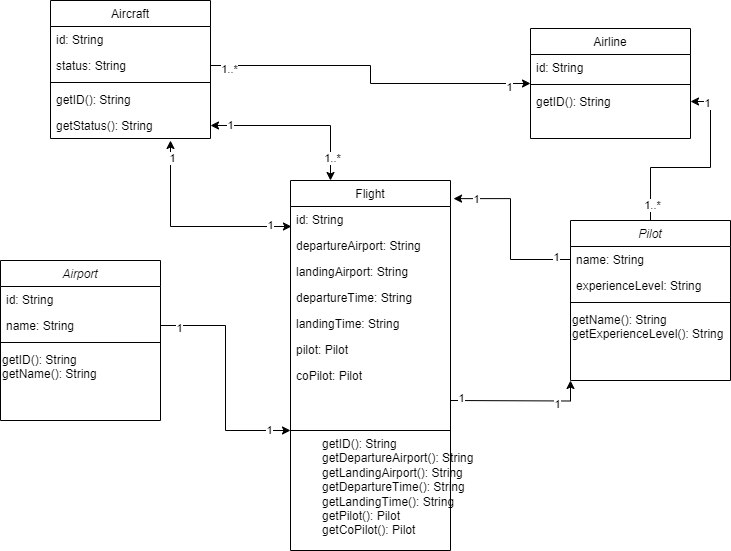 Aircraft
id: String
status: String
getID(): String
getStatus(): String
1..*
1
Airline
id: String
getID(): String
1
1..*
1
1..*
1
1
Flight
id: String
departureAirport: String
landingAirport: String
departureTime: String
landingTime: String
pilot: Pilot
coPilot: Pilot
getID(): String
getDepartureAirport(): String
getLandingAirport(): String
getDepartureTime(): String
getLandingTime(): String
getPilot(): Pilot
getCoPilot(): Pilot
1
1
1
1
Pilot
name: String
experienceLevel: String
getName(): String
getExperienceLevel(): String
Airport
id: String
name: String
getID(): String
getName(): String
1
1